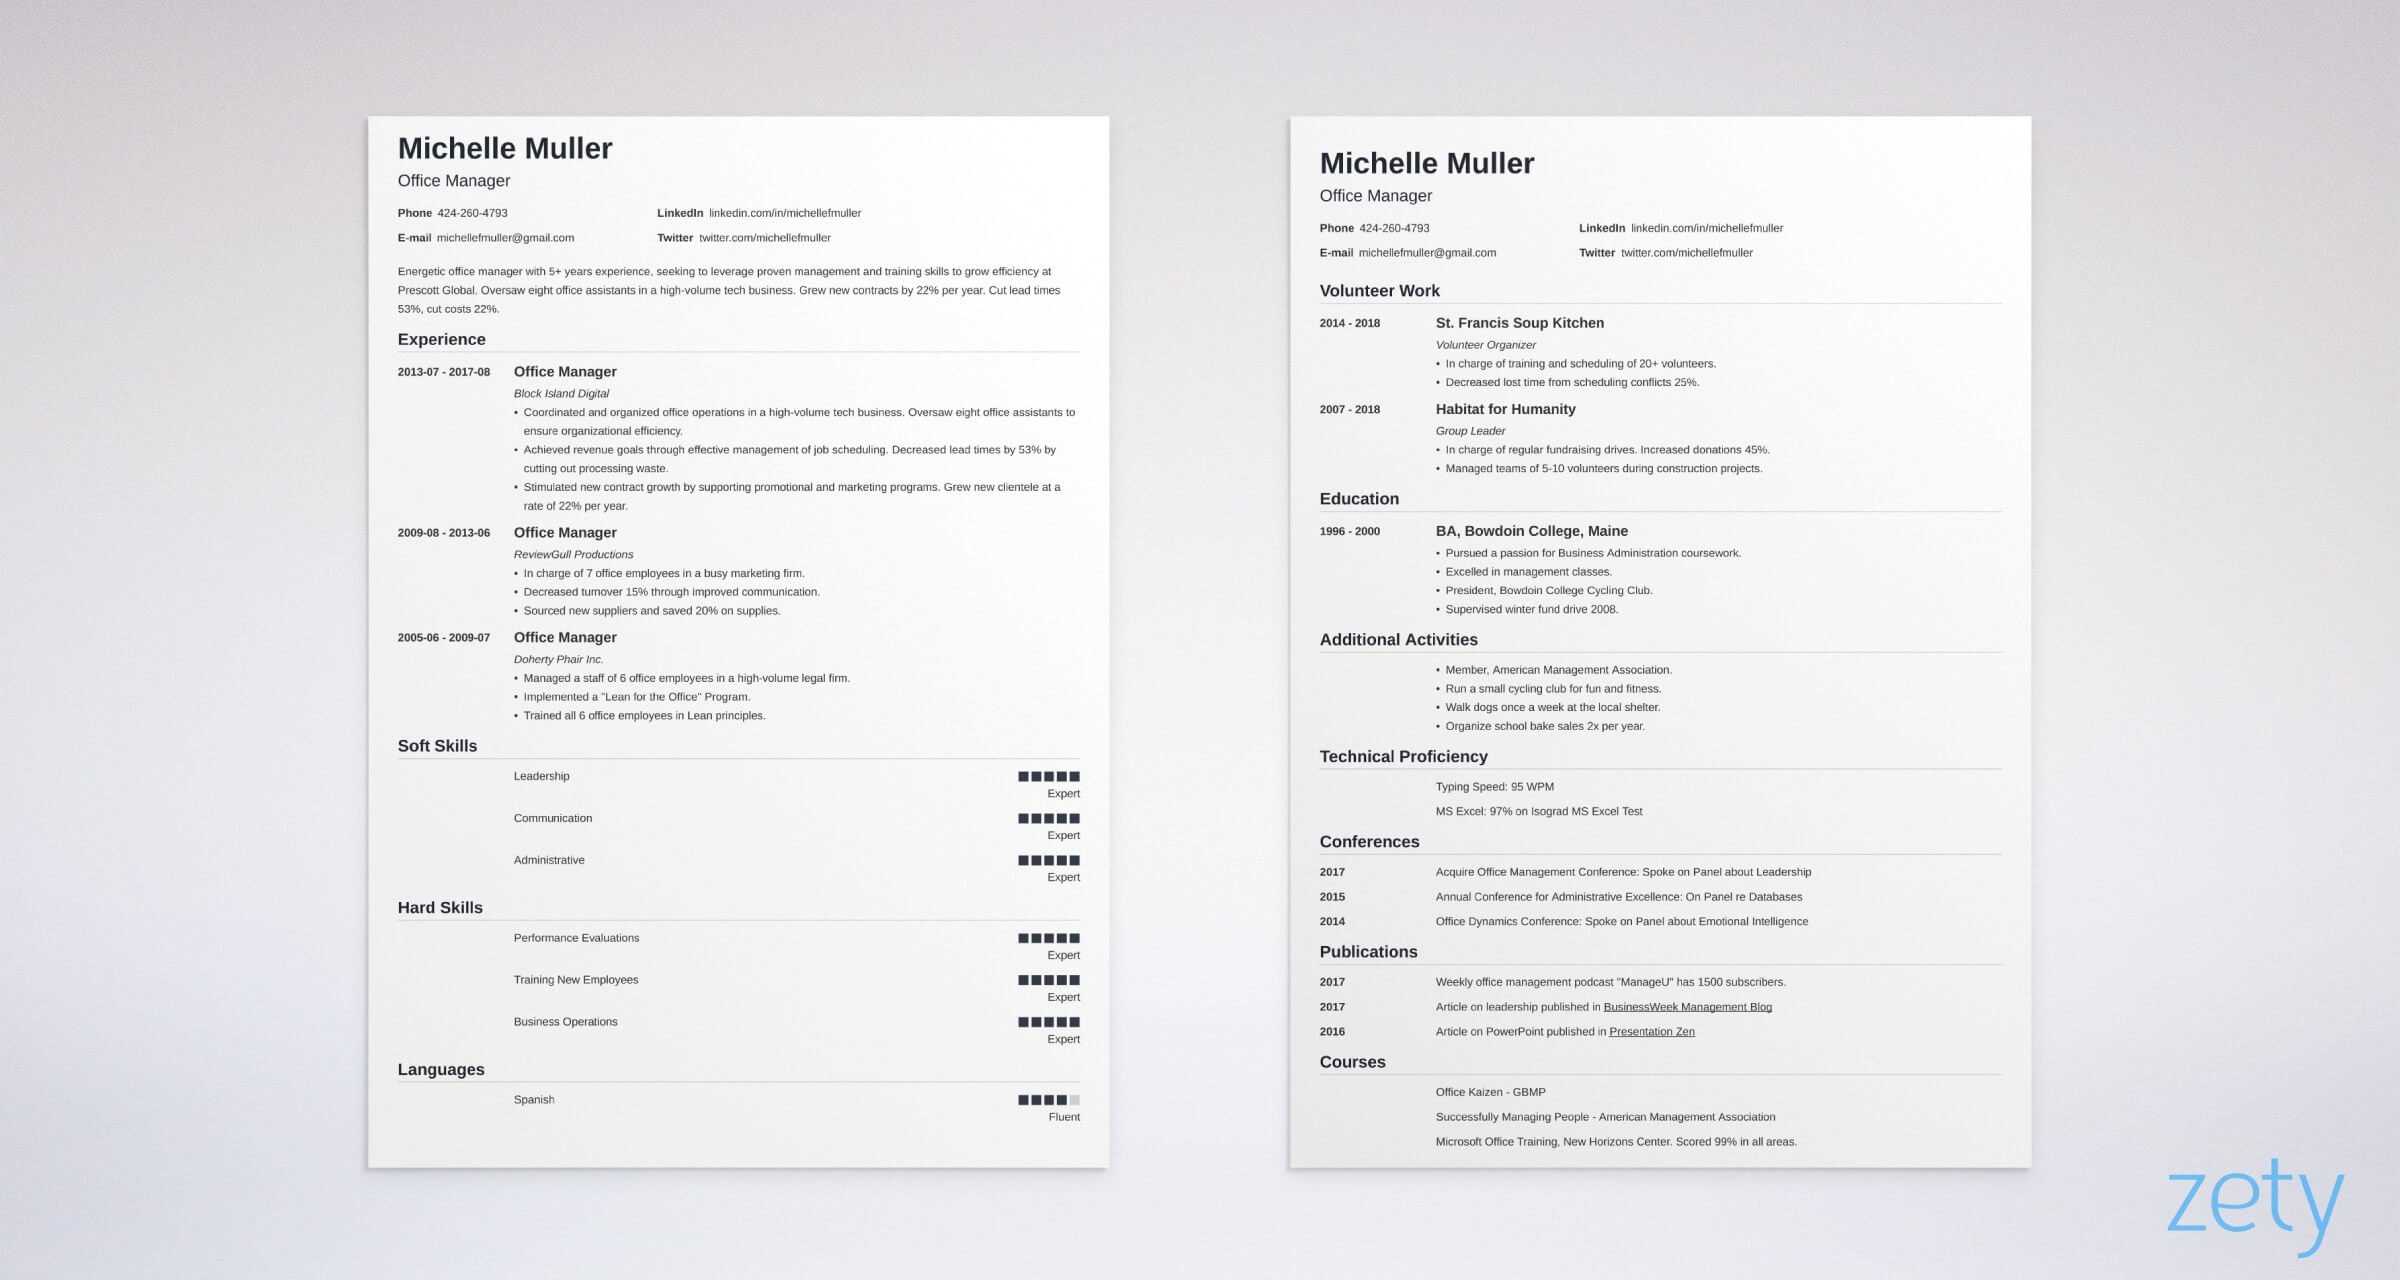 Michelle Muller
Office Manager
Phone 424-260-4793 LinkedIn linkedin.com/in/michellefmuller
E-mail michellefmuller@gmail.com Twitter twitter.com/michellefmuller
Energetic office manager with 5+ years experience, seeking to leverage proven management and training skills to grow efficiency at
Prescott Global. Oversaw eight office assistants in a high-volume tech business. Grew new contracts by 22% per year. Cut lead times
53%, cut costs 22%.
Experience
2013-07 - 2017-08 Office Manager
Block Island Digital
• Coordinated and organized office operations in a high-volume tech business. Oversaw eight office assistants to
ensure organizational efficiency.
• Achieved revenue goals through effective management of job scheduling. Decreased lead times by 53% by
cutting out processing waste.
• Stimulated new contract growth by supporting promotional and marketing programs. Grew new clientele at a
rate of 22% per year.
2009-08 - 2013-06 Office Manager
ReviewGull Productions
• In charge of 7 office employees in a busy marketing firm.
• Decreased turnover 15% through improved communication.
• Sourced new suppliers and saved 20% on supplies.
2005-06 - 2009-07 Office Manager
Doherty Phair Inc.
• Managed a staff of 6 office employees in a high-volume legal firm.
• Implemented a "Lean for the Office" Program.
• Trained all 6 office employees in Lean principles.
Soft Skills
Leadership
Expert
Communication
Expert
Administrative
Expert
Hard Skills
Performance Evaluations
Expert
Training New Employees
Expert
Business Operations
Expert
Languages
Spanish
Fluent
Michelle Muller
Office Manager
Phone 424-260-4793 LinkedIn linkedin.com/in/michellefmuller
E-mail michellefmuller@gmail.com Twitter twitter.com/michellefmuller
Volunteer Work
2014 - 2018 St. Francis Soup Kitchen
Volunteer Organizer
• In charge of training and scheduling of 20+ volunteers.
• Decreased lost time from scheduling conflicts 25%.
2007 - 2018 Habitat for Humanity
Group Leader
• In charge of regular fundraising drives. Increased donations 45%.
• Managed teams of 5-10 volunteers during construction projects.
Education
1996 - 2000 BA, Bowdoin College, Maine
• Pursued a passion for Business Administration coursework.
• Excelled in management classes.
• President, Bowdoin College Cycling Club.
• Supervised winter fund drive 2008.
Additional Activities
• Member, American Management Association.
• Run a small cycling club for fun and fitness.
• Walk dogs once a week at the local shelter.
• Organize school bake sales 2x per year.
Technical Proficiency
Typing Speed: 95 WPM
MS Excel: 97% on Isograd MS Excel Test
Conferences
2017 Acquire Office Management Conference: Spoke on Panel about Leadership
2015 Annual Conference for Administrative Excellence: On Panel re Databases
2014 Office Dynamics Conference: Spoke on Panel about Emotional Intelligence
Publications
2017 Weekly office management podcast "ManageU" has 1500 subscribers.
2017 Article on leadership published in BusinessWeek Management Blog
2016 Article on PowerPoint published in Presentation Zen
Courses
Office Kaizen - GBMP
Successfully Managing People - American Management Association
Microsoft Office Training, New Horizons Center. Scored 99% in all areas.
zety